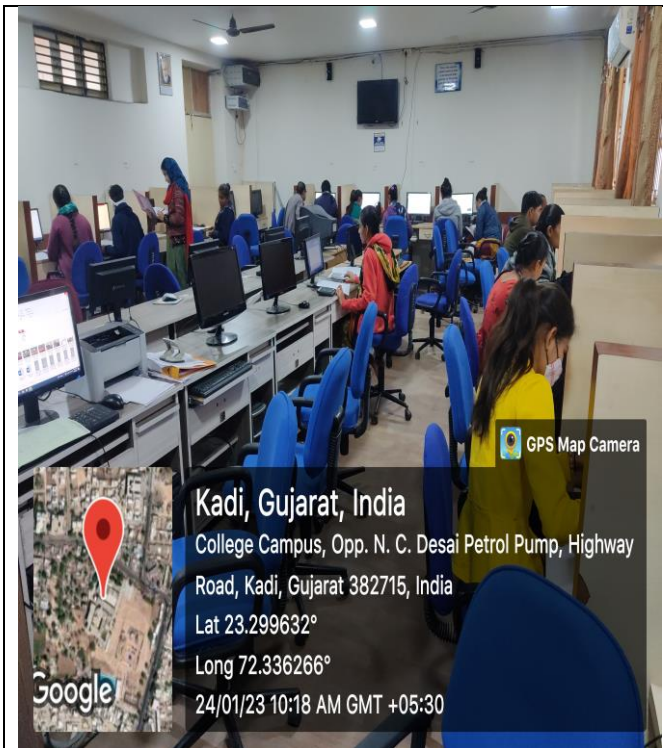 GPS Map Camera
Kadi, Gujarat, India
College Campus, Opp. N. C. Desai Petrol Pump, Highway
Road, Kadi, Gujarat 382715, India
Lat 23.299632°
Long 72.336266°
24/01/23 10:18 AM GMT +05:30
Google